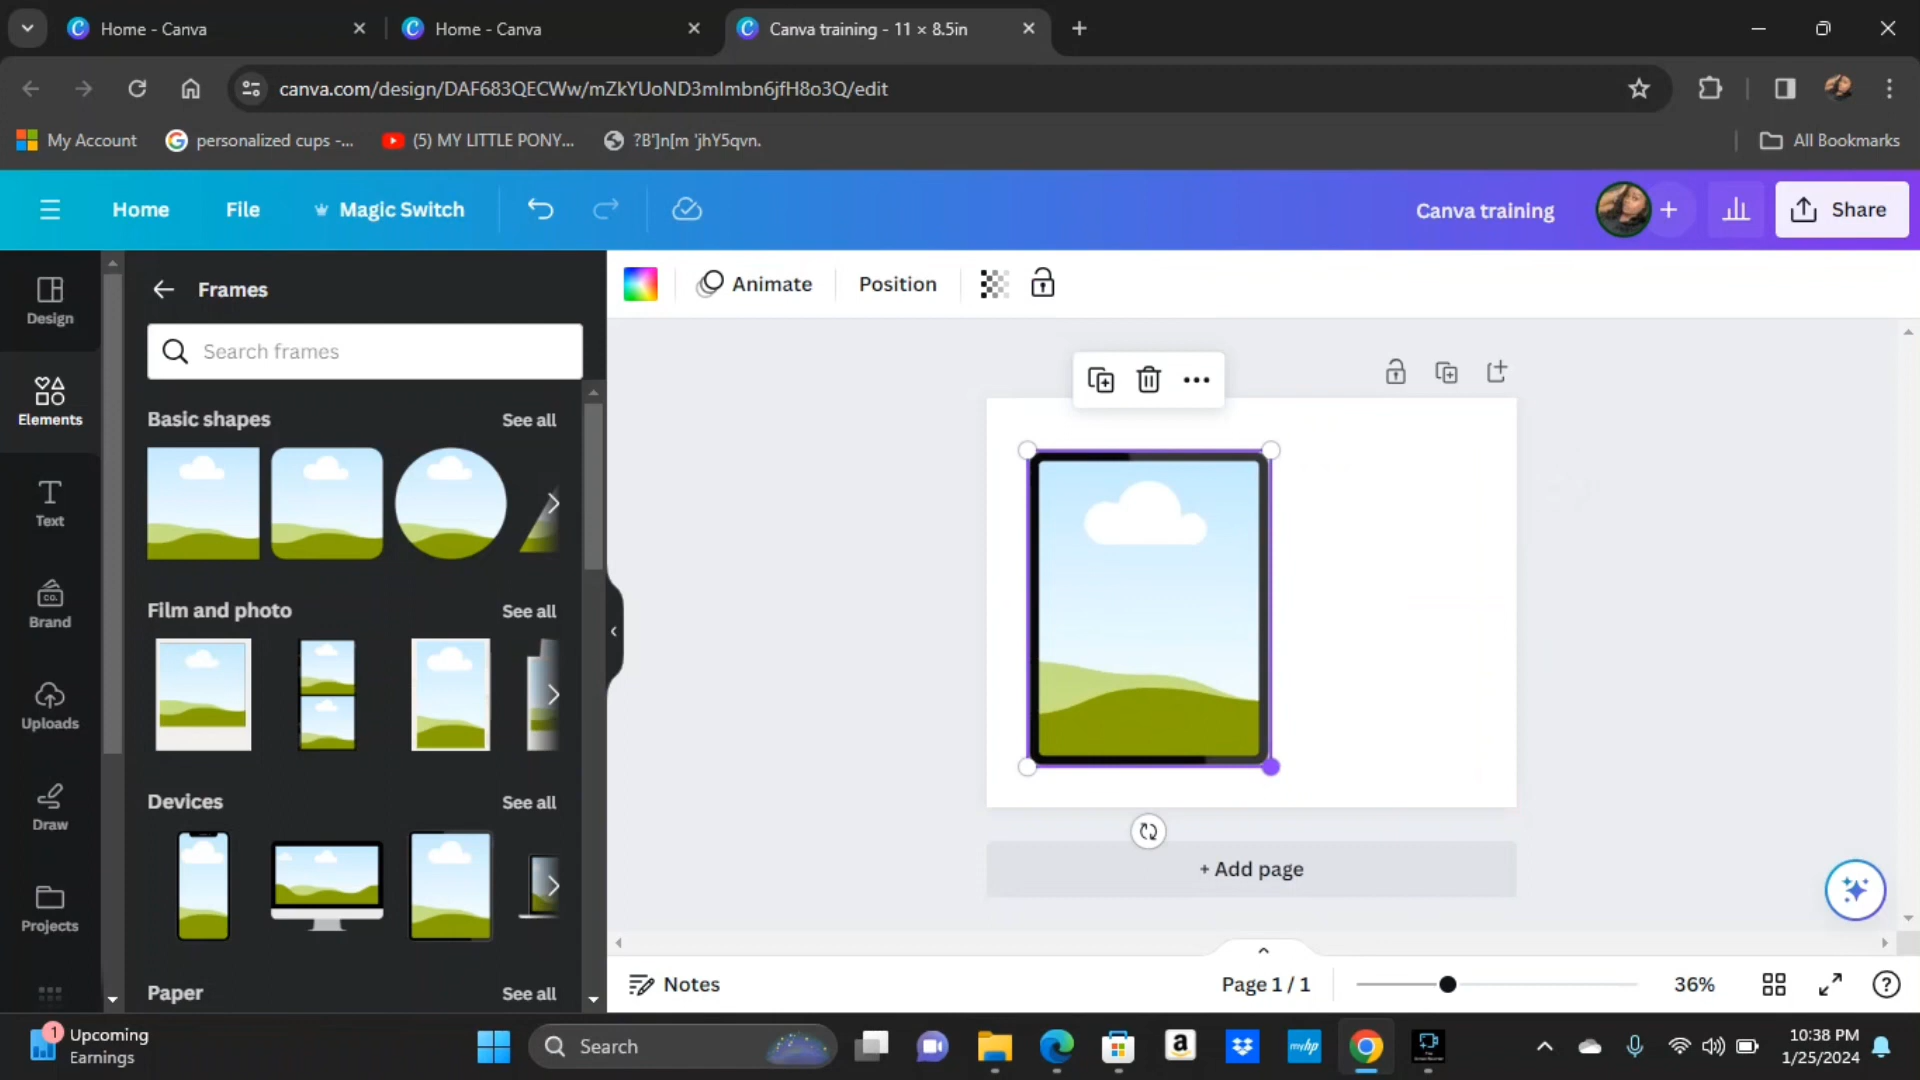 Home - Canva
Home - Canva
Canva training - 11 × 8.5in
canva.com/design/DAF683QECWw/mZkYUoND3mImbn6jfH8o3Q/edit
My Account
personalized cups -...
(5) MY LITTLE PONY...
?B']n[m 'jhY5qvn.
All Bookmarks
Home
File
Magic Switch
Canva training
Share
Design
Elements
Text
CO.
Brand
Uploads
Draw
Projects
Frames
Search frames
Basic shapes
See all
Film and photo
See all
Devices
See all
Paper
See all
Animate
Position
+ Add page
Notes
Page 1 / 1
36%
1
Upcoming
Earnings
Search
myhp
10:38 PM
1/25/2024